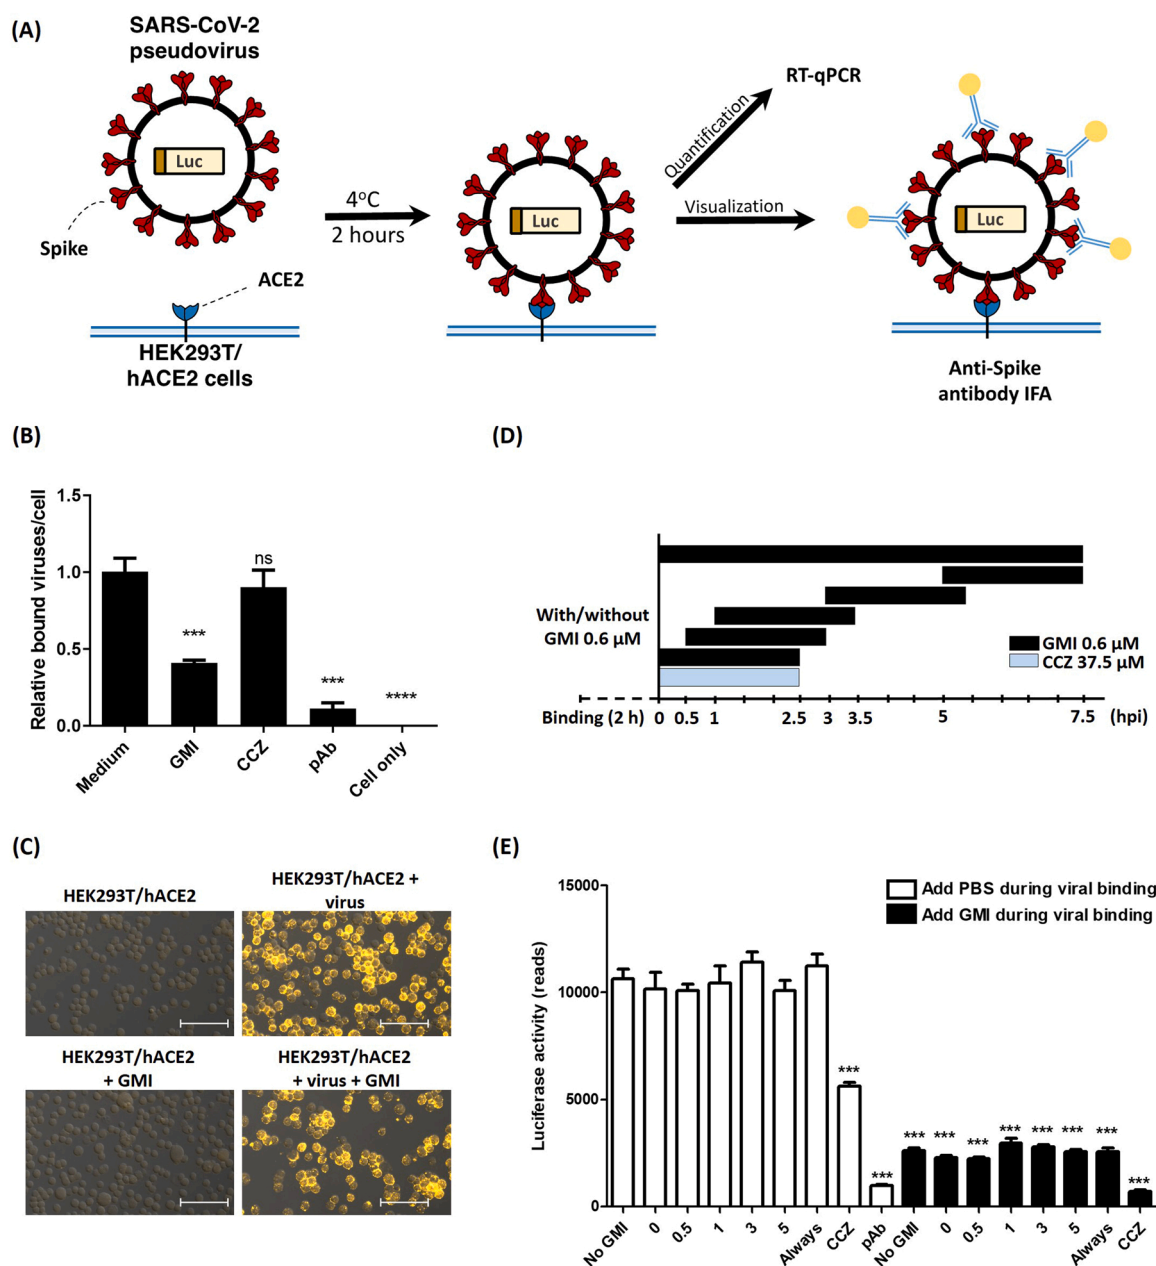 (A)
SARS-CoV-2
pseudovirus
Luc
Spike
ACE2
HEK293T/
hACE2 cells
4°C
2 hours
Luc
Quantification
RT-qPCR
Visualization
Luc
Anti-Spike
antibody IFA
(B)
Relative bound viruses/cell
1.5
1.0
0.5
0.0
***
ns
***
****
Medium
GMI
CCZ
pAb
Cell only
(D)
With/without
GMI 0.6 µM
GMI 0.6 µM
CCZ 37.5 µM
Binding (2 h) 0 0.5 1 2.5 3 3.5 5 7.5 (hpi)
(C)
HEK293T/hACE2
HEK293T/hACE2 +
virus
HEK293T/hACE2
+ GMI
HEK293T/hACE2
+ virus + GMI
(E)
Luciferase activity (reads)
15000
10000
5000
0
Add PBS during viral binding
Add GMI during viral binding
*** *** *** *** *** *** *** *** *** ***
No GMI 0 0.5 1 3 5 Always CCZ pAb No GMI 0 0.5 1 3 5 Always CCZ